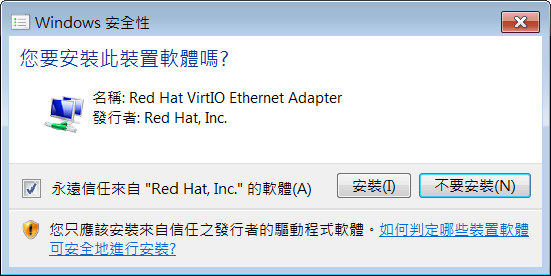 Windows 安全性
您要安裝此裝置軟體嗎?
名稱: Red Hat VirtIO Ethernet Adapter
發行者: Red Hat, Inc.
永遠信任來自 "Red Hat, Inc." 的軟體(A)
安裝(I)
不要安裝(N)
您只應該安裝來自信任之發行者的驅動程式軟體。如何判定哪些裝置軟體
可安全地進行安裝?